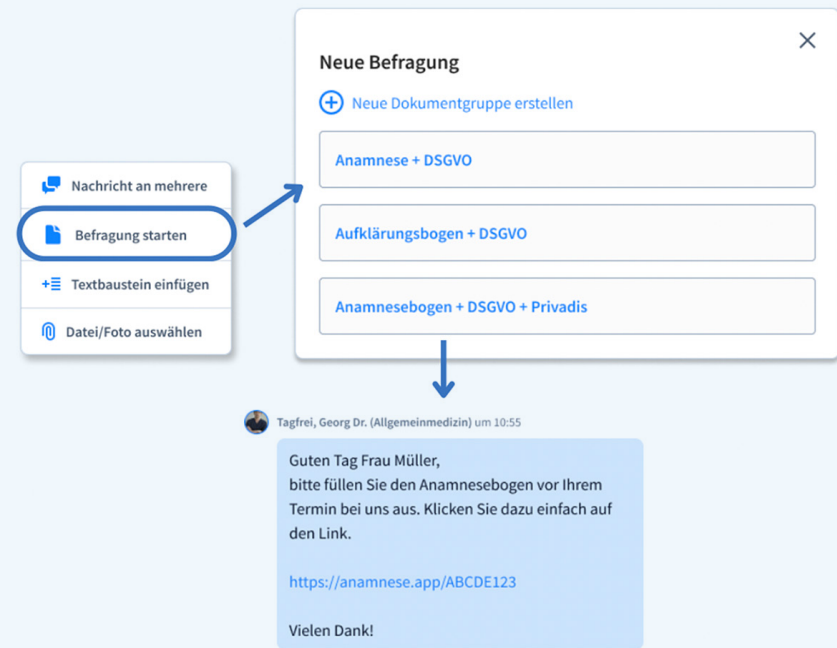 Nachricht an mehrere
Befragung starten
Textbaustein einfügen
Datei/Foto auswählen
Neue Befragung
Neue Dokumentgruppe erstellen
Anamnese + DSGVO
Aufklärungsbogen + DSGVO
Anamnesebogen + DSGVO + Privadis
Tagfrei, Georg Dr. (Allgemeinmedizin) um 10:55
Guten Tag Frau Müller,
bitte füllen Sie den Anamnesebogen vor Ihrem
Termin bei uns aus. Klicken Sie dazu einfach auf
den Link.
https://anamnese.app/ABCDE123
Vielen Dank!